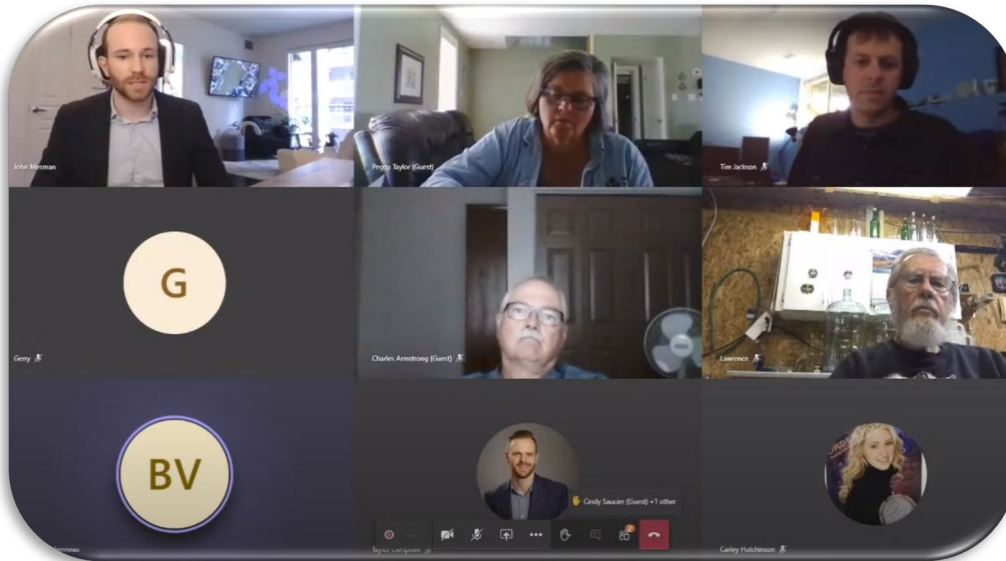 John Mesman
Peggy Taylor (Guest)
Tim Jackson
G
Gerry
Charles Armstrong (Guest)
Lawrence
BV
Cindy Saucier (Guest) +1 other
2
Carley Hutchinson